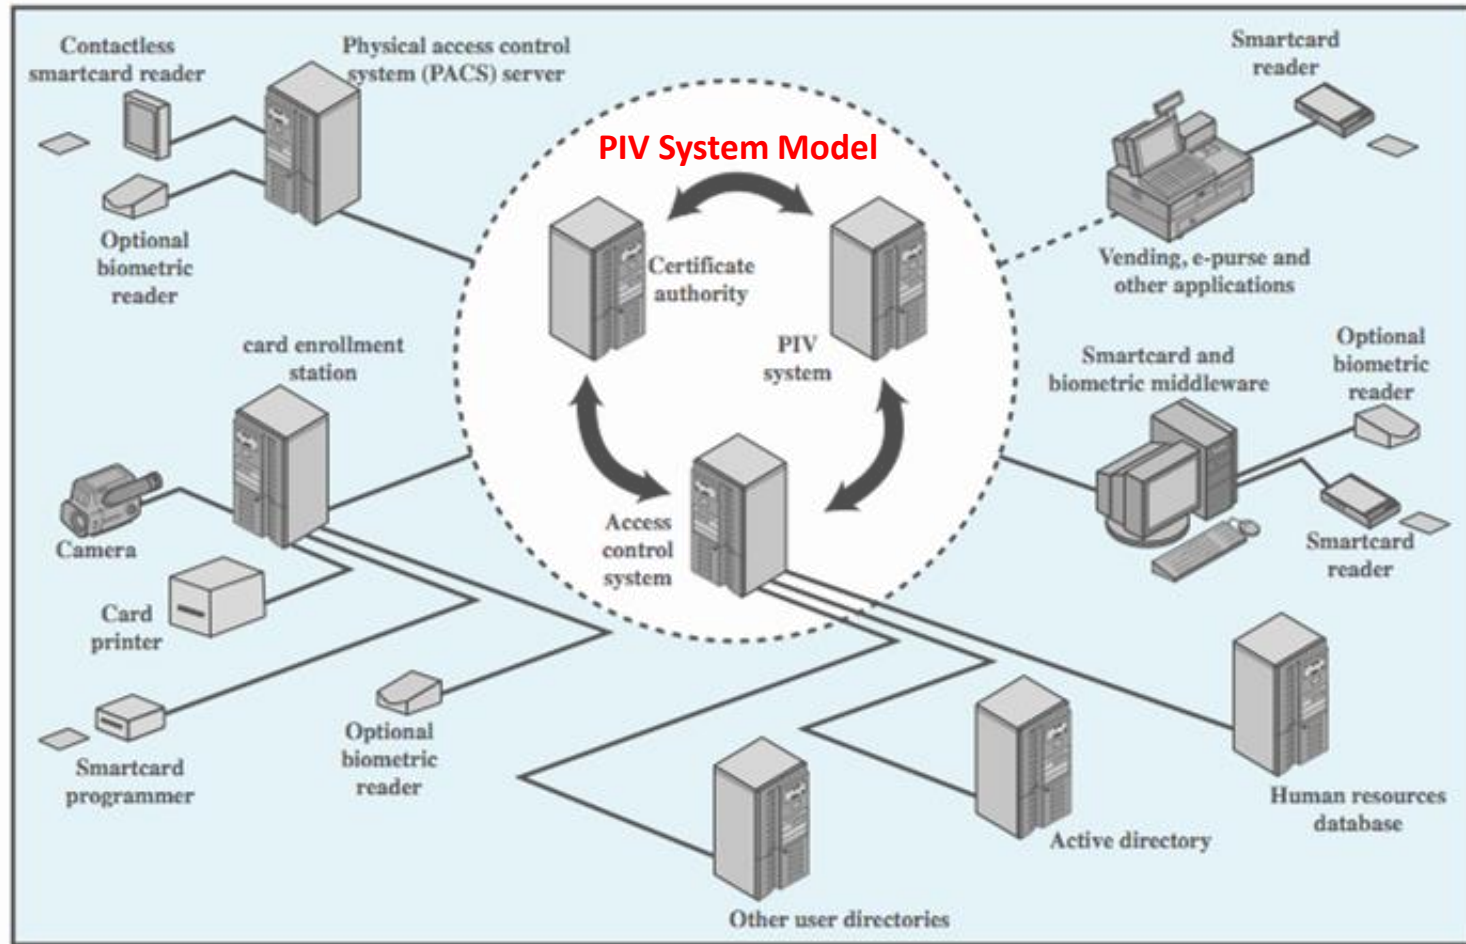 Contactless
smartcard reader
Physical access control
system (PACS) server
Smartcard
reader
PIV System Model
Optional
biometric
reader
Certificate
authority
Vending, e-purse and
other applications
card enrollment
station
PIV
system
Smartcard and
biometric middleware
Optional
biometric
reader
Camera
Access
control
system
Smartcard
reader
Card
printer
Optional
biometric
reader
Smartcard
programmer
Human resources
database
Active directory
Other user directories